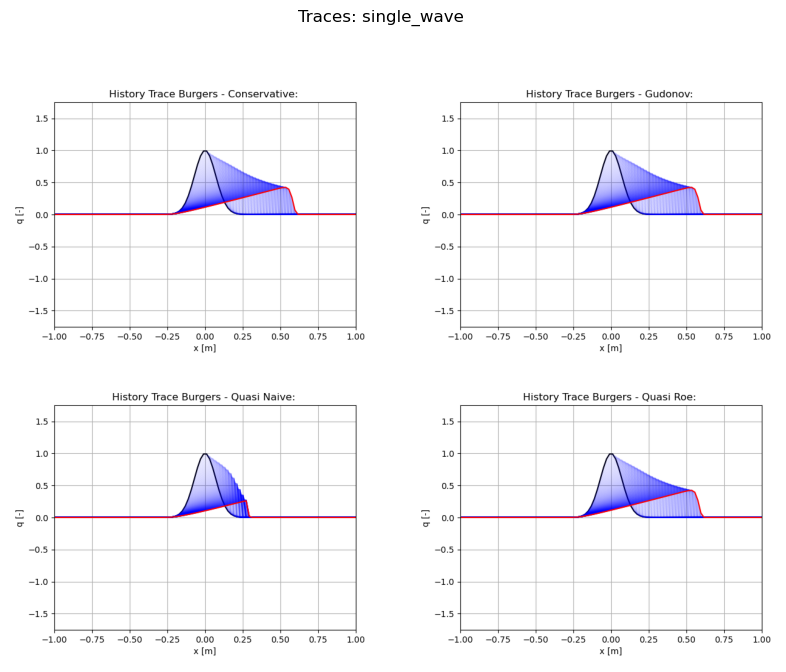 Traces: single_wave
History Trace Burgers - Conservative:
1.5
1.0
0.5
0.0
−0.5
−1.0
−1.5
q [-]
−1.00 −0.75 −0.50 −0.25 0.00 0.25 0.50 0.75 1.00
x [m]
History Trace Burgers - Gudonov:
1.5
1.0
0.5
0.0
−0.5
−1.0
−1.5
q [-]
−1.00 −0.75 −0.50 −0.25 0.00 0.25 0.50 0.75 1.00
x [m]
History Trace Burgers - Quasi Naive:
1.5
1.0
0.5
0.0
−0.5
−1.0
−1.5
q [-]
−1.00 −0.75 −0.50 −0.25 0.00 0.25 0.50 0.75 1.00
x [m]
History Trace Burgers - Quasi Roe:
1.5
1.0
0.5
0.0
−0.5
−1.0
−1.5
q [-]
−1.00 −0.75 −0.50 −0.25 0.00 0.25 0.50 0.75 1.00
x [m]